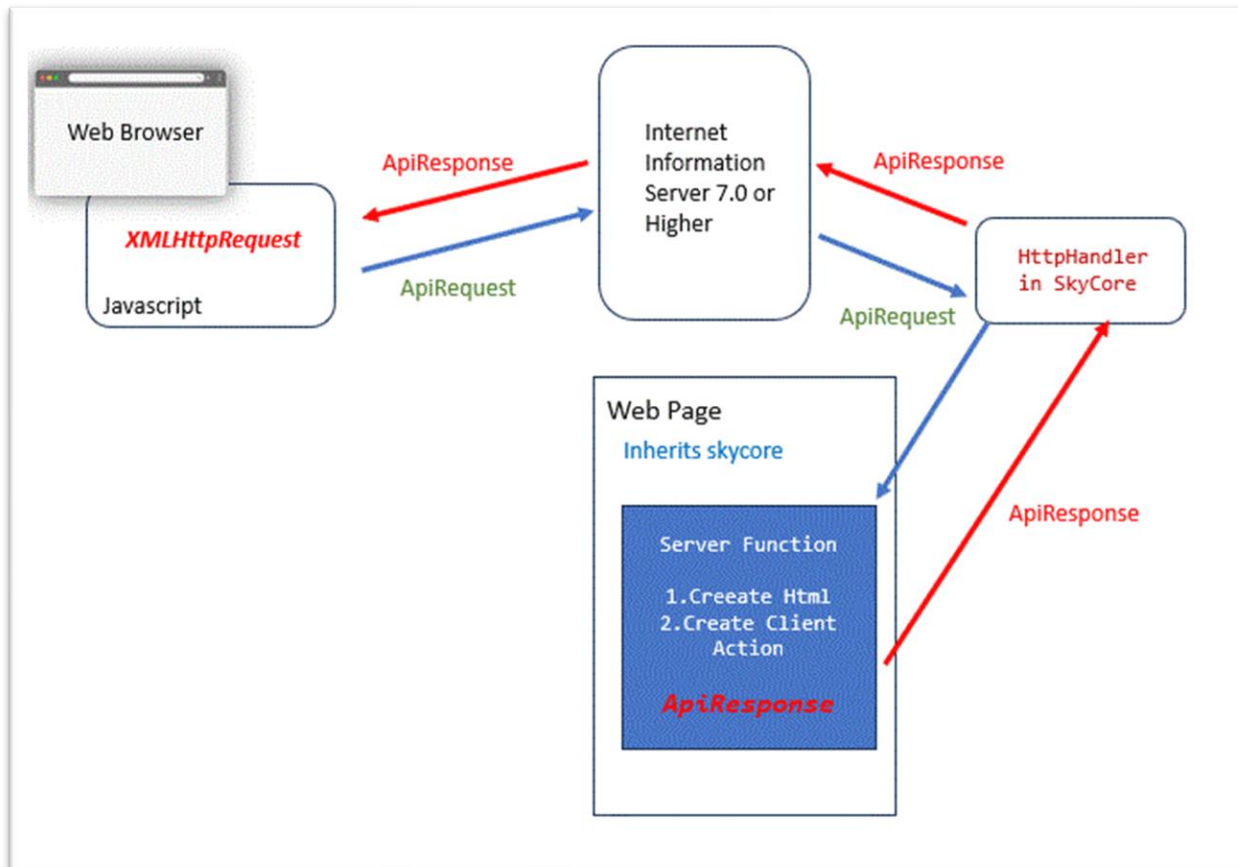 Web Browser
XMLHttpRequest
Javascript
ApiResponse
ApiRequest
Internet
Information
Server 7.0 or
Higher
ApiResponse
ApiRequest
HttpHandler
in SkyCore
Web Page
Inherits skycore
Server Function
1.Creeate Html
2.Create Client
Action
ApiResponse
ApiResponse